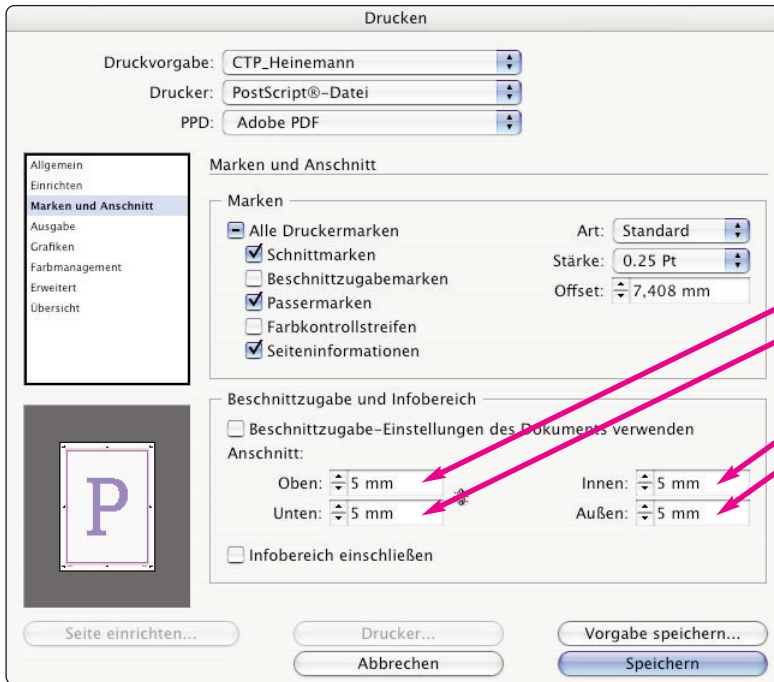 Drucken
Druckvorgabe: CTP_Heinemann
Drucker: PostScript®-Datei
PPD: Adobe PDF
Allgemein
Einrichten
Marken und Anschnitt
Ausgabe
Grafiken
Farbmanagement
Erweitert
Übersicht
Marken und Anschnitt
Marken
Alle Druckermarken
Schnittmarken
Beschnittzugabemarken
Passermarken
Farbkontrollstreifen
Seiteninformationen
Art: Standard
Stärke: 0.25 Pt
Offset: 7,408 mm
Beschnittzugabe und Infobereich
Beschnittzugabe-Einstellungen des Dokuments verwenden
Anschnitt:
Oben: 5 mm Innen: 5 mm
Unten: 5 mm Außen: 5 mm
Infobereich einschließen
P
Seite einrichten... Drucker... Vorgabe speichern...
Abbrechen Speichern